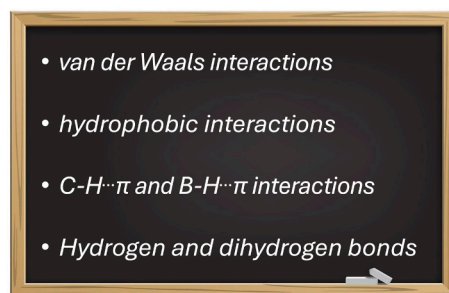 • van der Waals interactions
• hydrophobic interactions
• C-H···π and B-H···π interactions
• Hydrogen and dihydrogen bonds